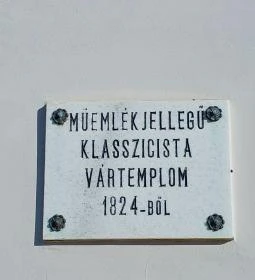 MŰEMLÉKJELLEGŰ
KLASSZICISTA
VÁRTEMPLOM
1824-BŐL